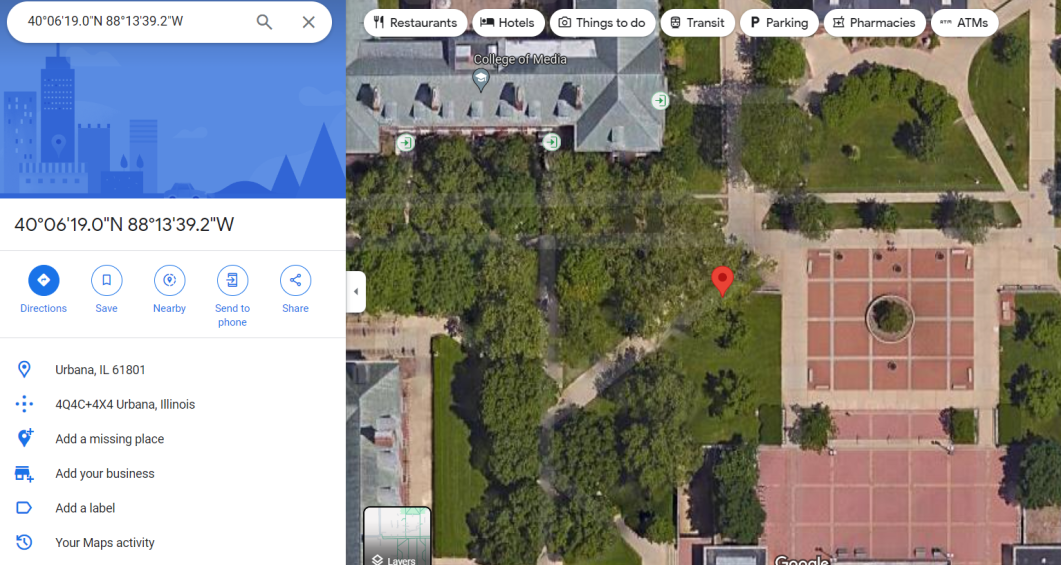 40°06'19.0"N 88°13'39.2"W
Restaurants
Hotels
Things to do
Transit
Parking
Pharmacies
ATMs
College of Media
40°06'19.0"N 88°13'39.2"W
Directions
Save
Nearby
Send to
phone
Share
Urbana, IL 61801
4Q4C+4X4 Urbana, Illinois
Add a missing place
Add your business
Add a label
Your Maps activity
Layers
Google